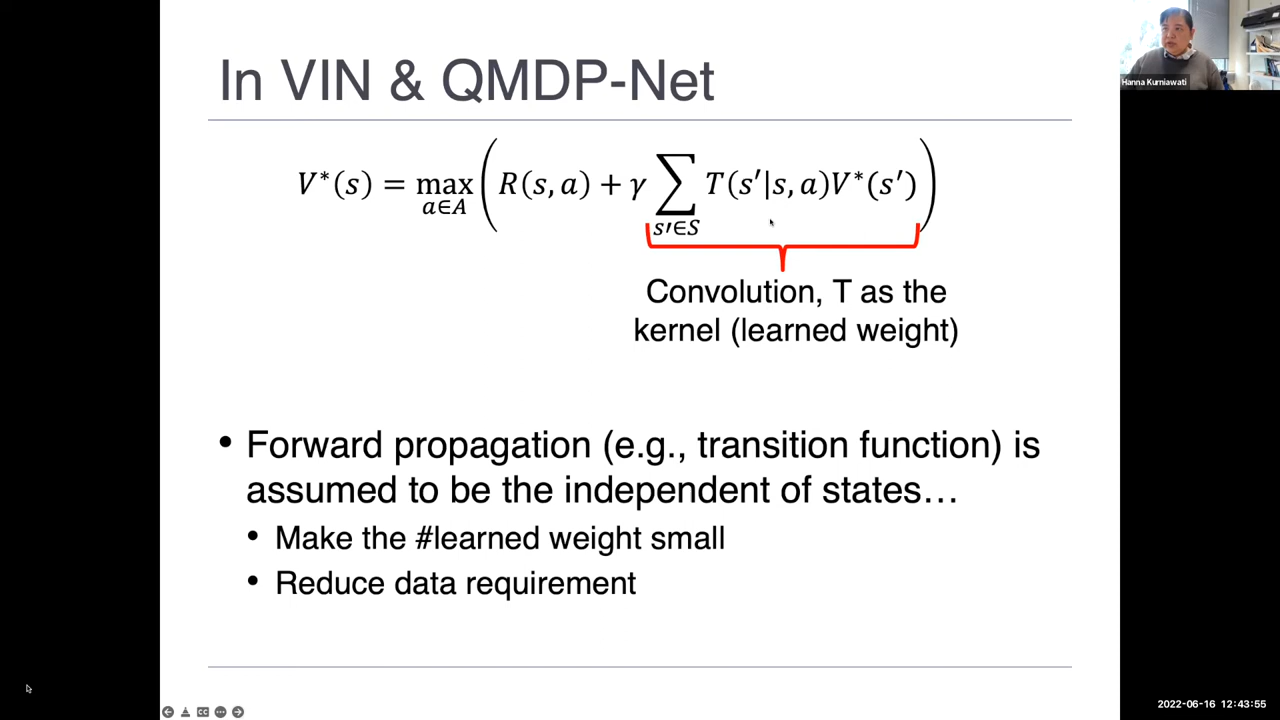 In VIN & QMDP-Net
Hanna Kurniawati
V*(s) = max a∈A ( R(s, a) + γ ∑ s′∈S T(s′|s, a)V*(s′) )
Convolution, T as the
kernel (learned weight)
• Forward propagation (e.g., transition function) is
assumed to be the independent of states…
• Make the #learned weight small
• Reduce data requirement
CC
2022-06-16 12:43:55